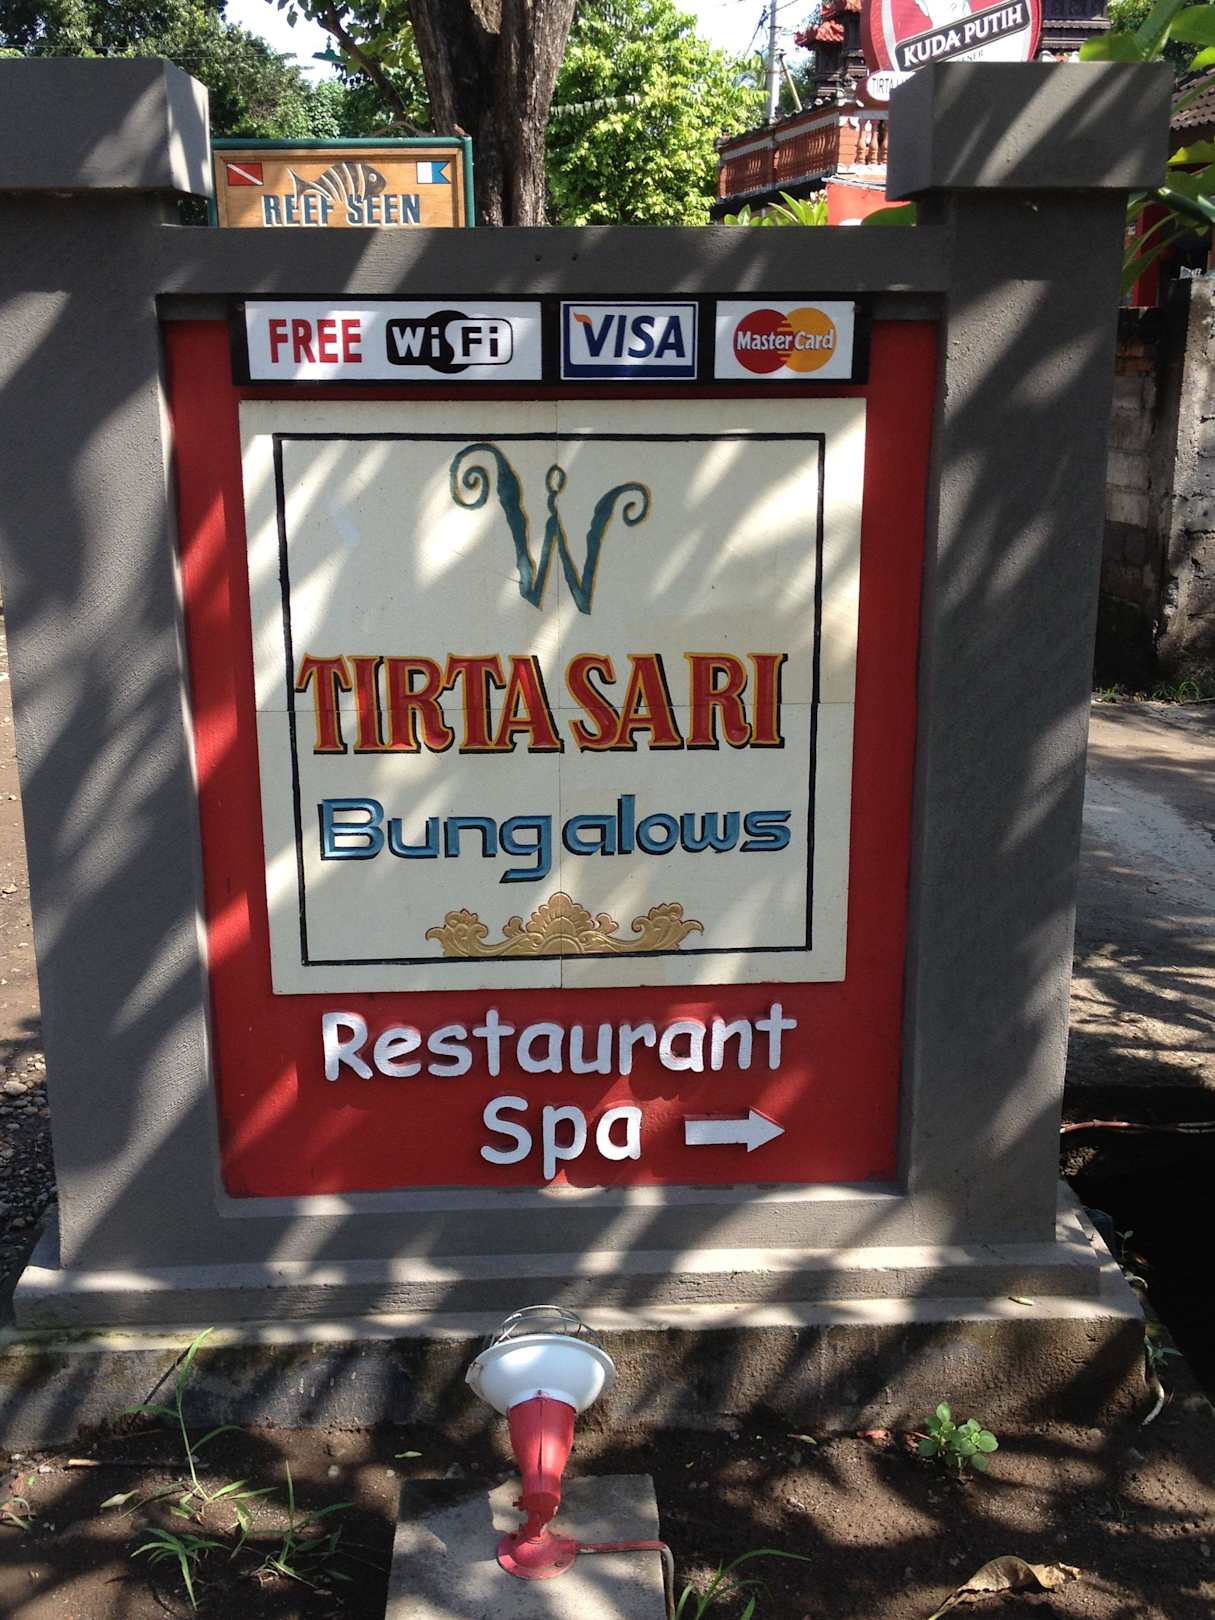 KUDA PUTIH
REEF SEEN
FREE WiFi VISA MasterCard
W
TIRTA SARI
Bungalows
Restaurant
Spa